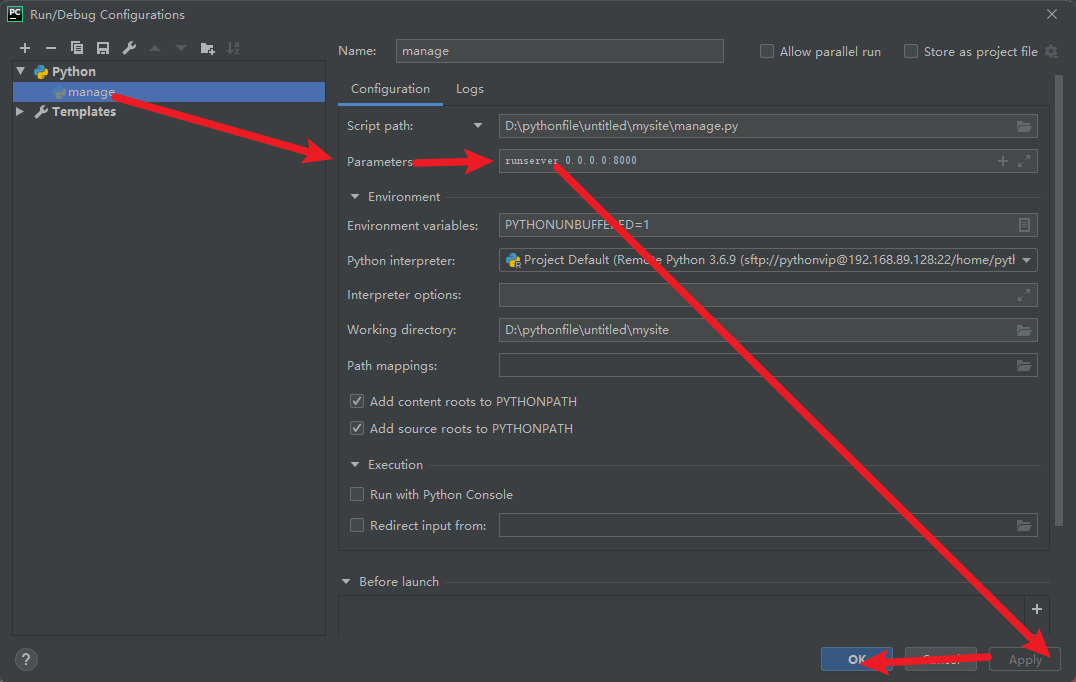 PC Run/Debug Configurations
Name: manage Allow parallel run Store as project file
Python
manage
Templates
Configuration Logs
Script path: D:\pythonfile\untitled\mysite\manage.py
Parameters runserver 0.0.0.0:8000
Environment
Environment variables: PYTHONUNBUFFERED=1
Python interpreter: Project Default (Remote Python 3.6.9 (sftp://pythonvip@192.168.89.128:22/home/pyth
Interpreter options:
Working directory: D:\pythonfile\untitled\mysite
Path mappings:
Add content roots to PYTHONPATH
Add source roots to PYTHONPATH
Execution
Run with Python Console
Redirect input from:
Before launch
? OK Cancel Apply